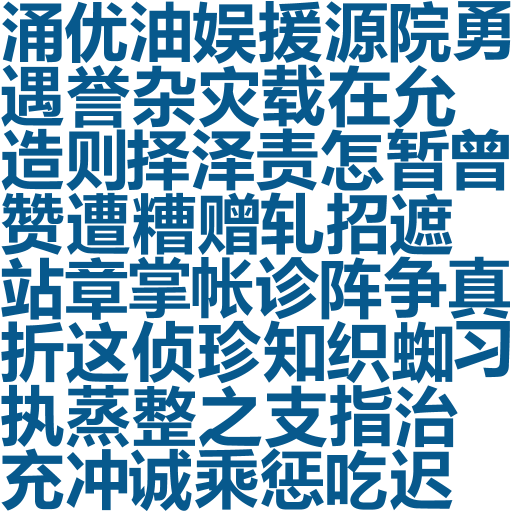 涌优油娱援源院勇
遇誉杂灾载在允
造则择泽责怎暂曾
赞遭糟赠轧招遮
站章掌帐诊阵争真
折这侦珍知织蜘习
执蒸整之支指治
充冲诚乘惩吃迟